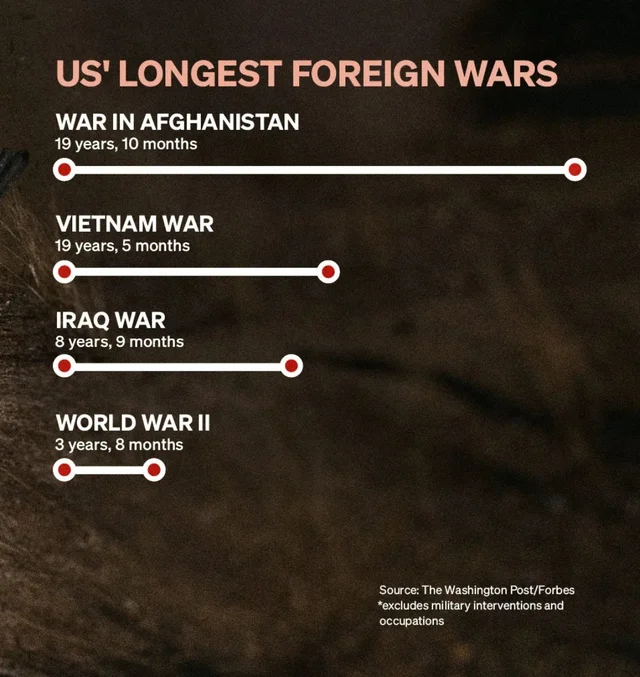 US' LONGEST FOREIGN WARS
WAR IN AFGHANISTAN
19 years, 10 months
VIETNAM WAR
19 years, 5 months
IRAQ WAR
8 years, 9 months
WORLD WAR II
3 years, 8 months
Source: The Washington Post/Forbes
*excludes military interventions and
occupations